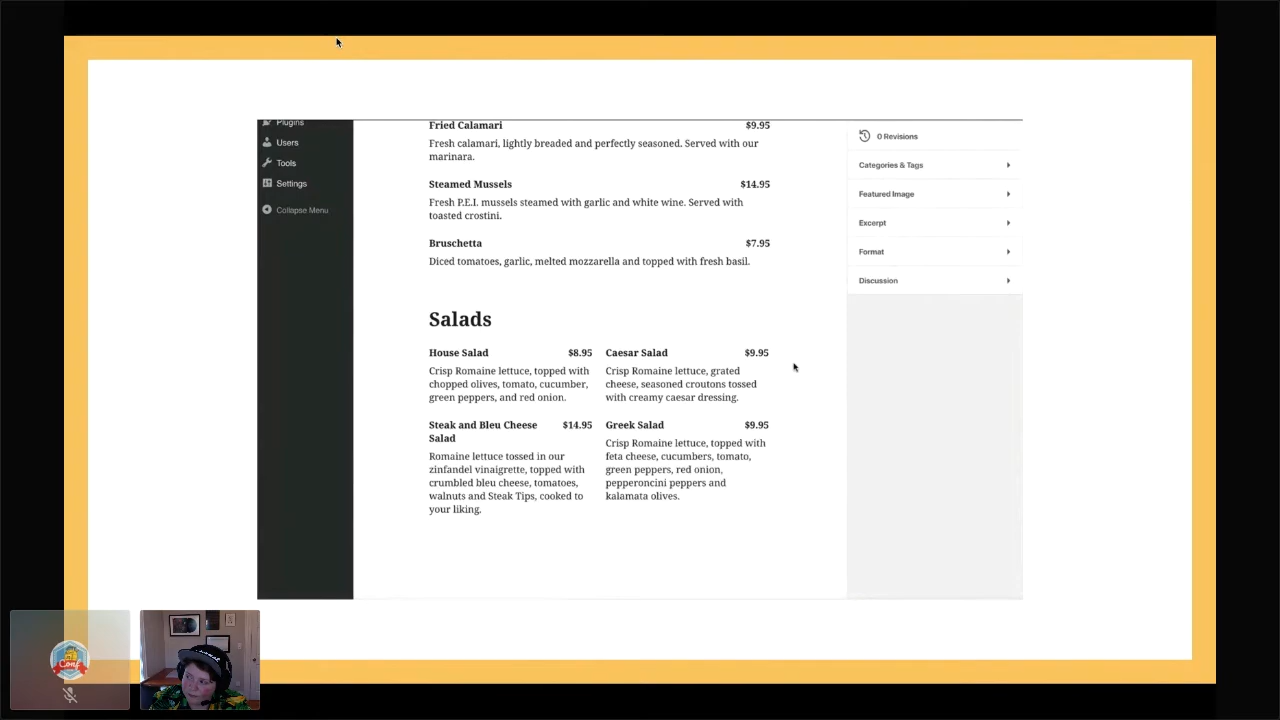 Plugins
Users
Tools
Settings
Collapse Menu
Fried Calamari $9.95
Fresh calamari, lightly breaded and perfectly seasoned. Served with our
marinara.
Steamed Mussels $14.95
Fresh P.E.I. mussels steamed with garlic and white wine. Served with
toasted crostini.
Bruschetta $7.95
Diced tomatoes, garlic, melted mozzarella and topped with fresh basil.
Salads
House Salad $8.95
Crisp Romaine lettuce, topped with
chopped olives, tomato, cucumber,
green peppers, and red onion.
Caesar Salad $9.95
Crisp Romaine lettuce, grated
cheese, seasoned croutons tossed
with creamy caesar dressing.
Steak and Bleu Cheese $14.95
Salad
Romaine lettuce tossed in our
zinfandel vinaigrette, topped with
crumbled bleu cheese, tomatoes,
walnuts and Steak Tips, cooked to
your liking.
Greek Salad $9.95
Crisp Romaine lettuce, topped with
feta cheese, cucumbers, tomato,
green peppers, red onion,
pepperoncini peppers and
kalamata olives.
0 Revisions
Categories & Tags
Featured Image
Excerpt
Format
Discussion
Conf